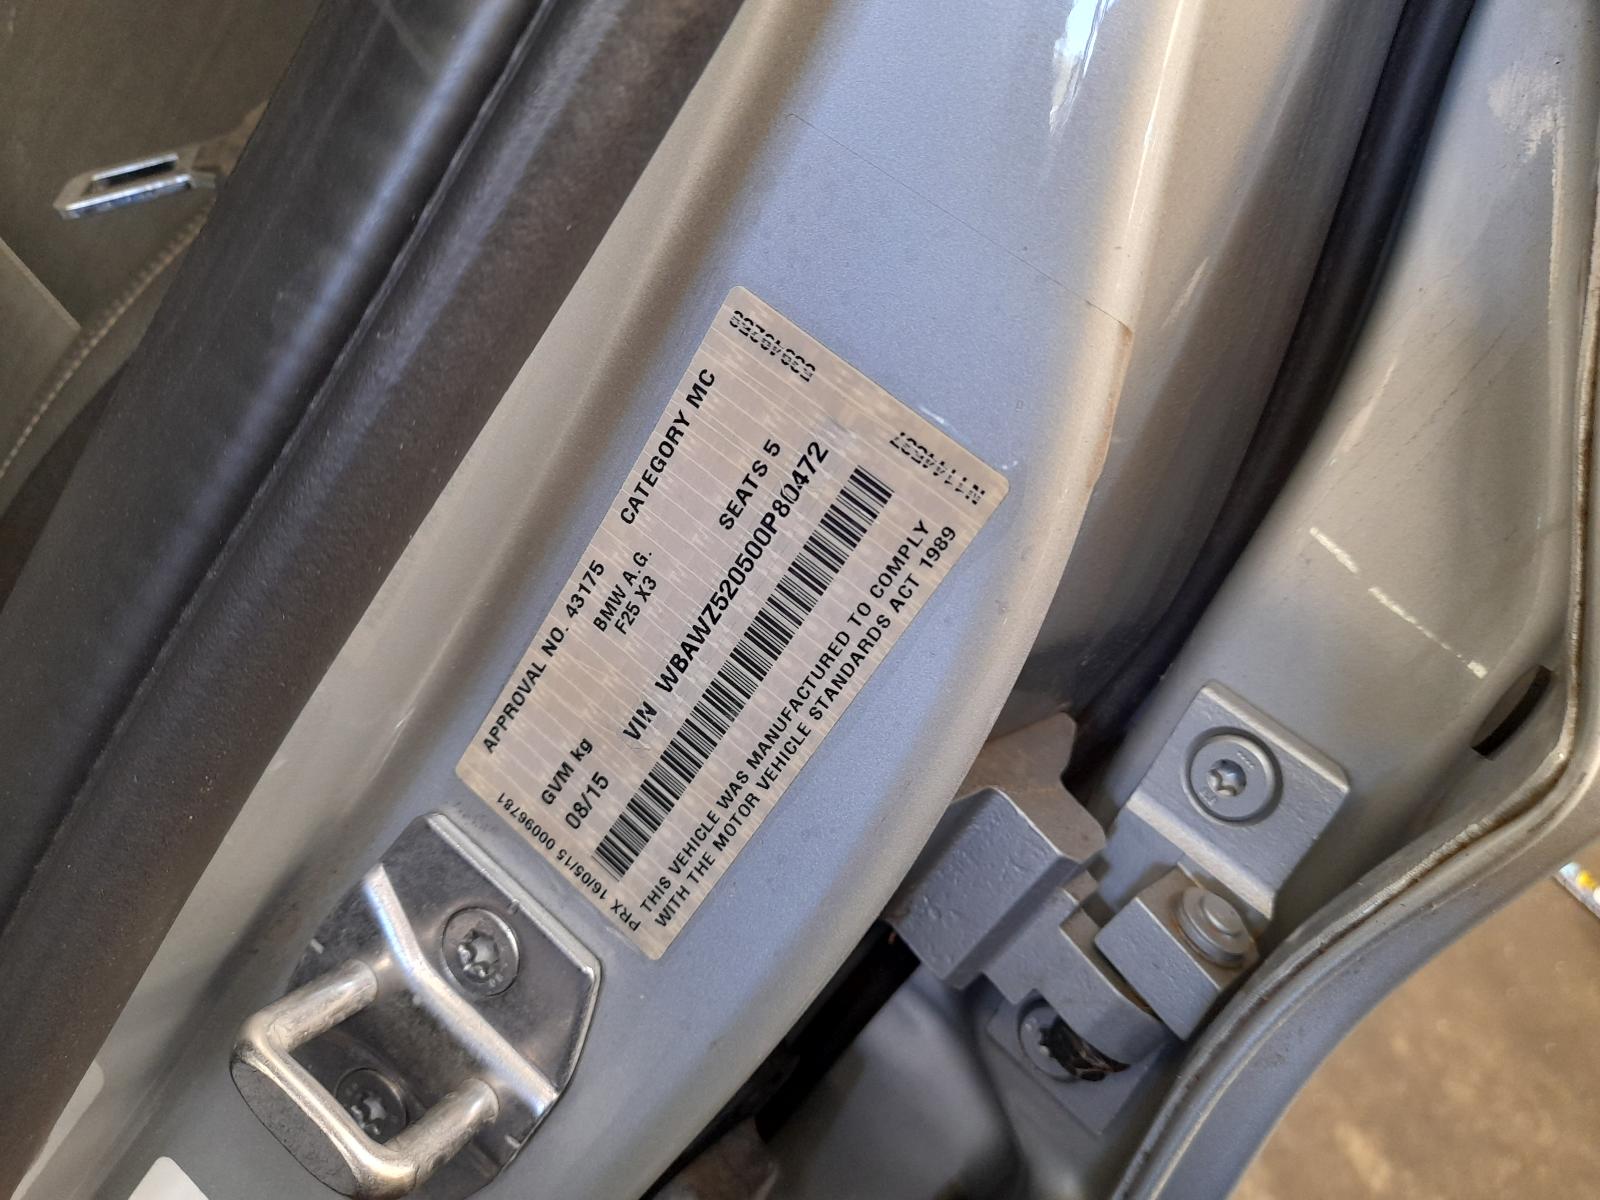 APPROVAL NO. 43175 CATEGORY MC
BMW A.G.
F25 X3
GVM kg SEATS 5
08/15
VIN WBAWZ520500P80472
THIS VEHICLE WAS MANUFACTURED TO COMPLY
WITH THE MOTOR VEHICLE STANDARDS ACT 1989
PRX 16/05/15 00096781
N1144537